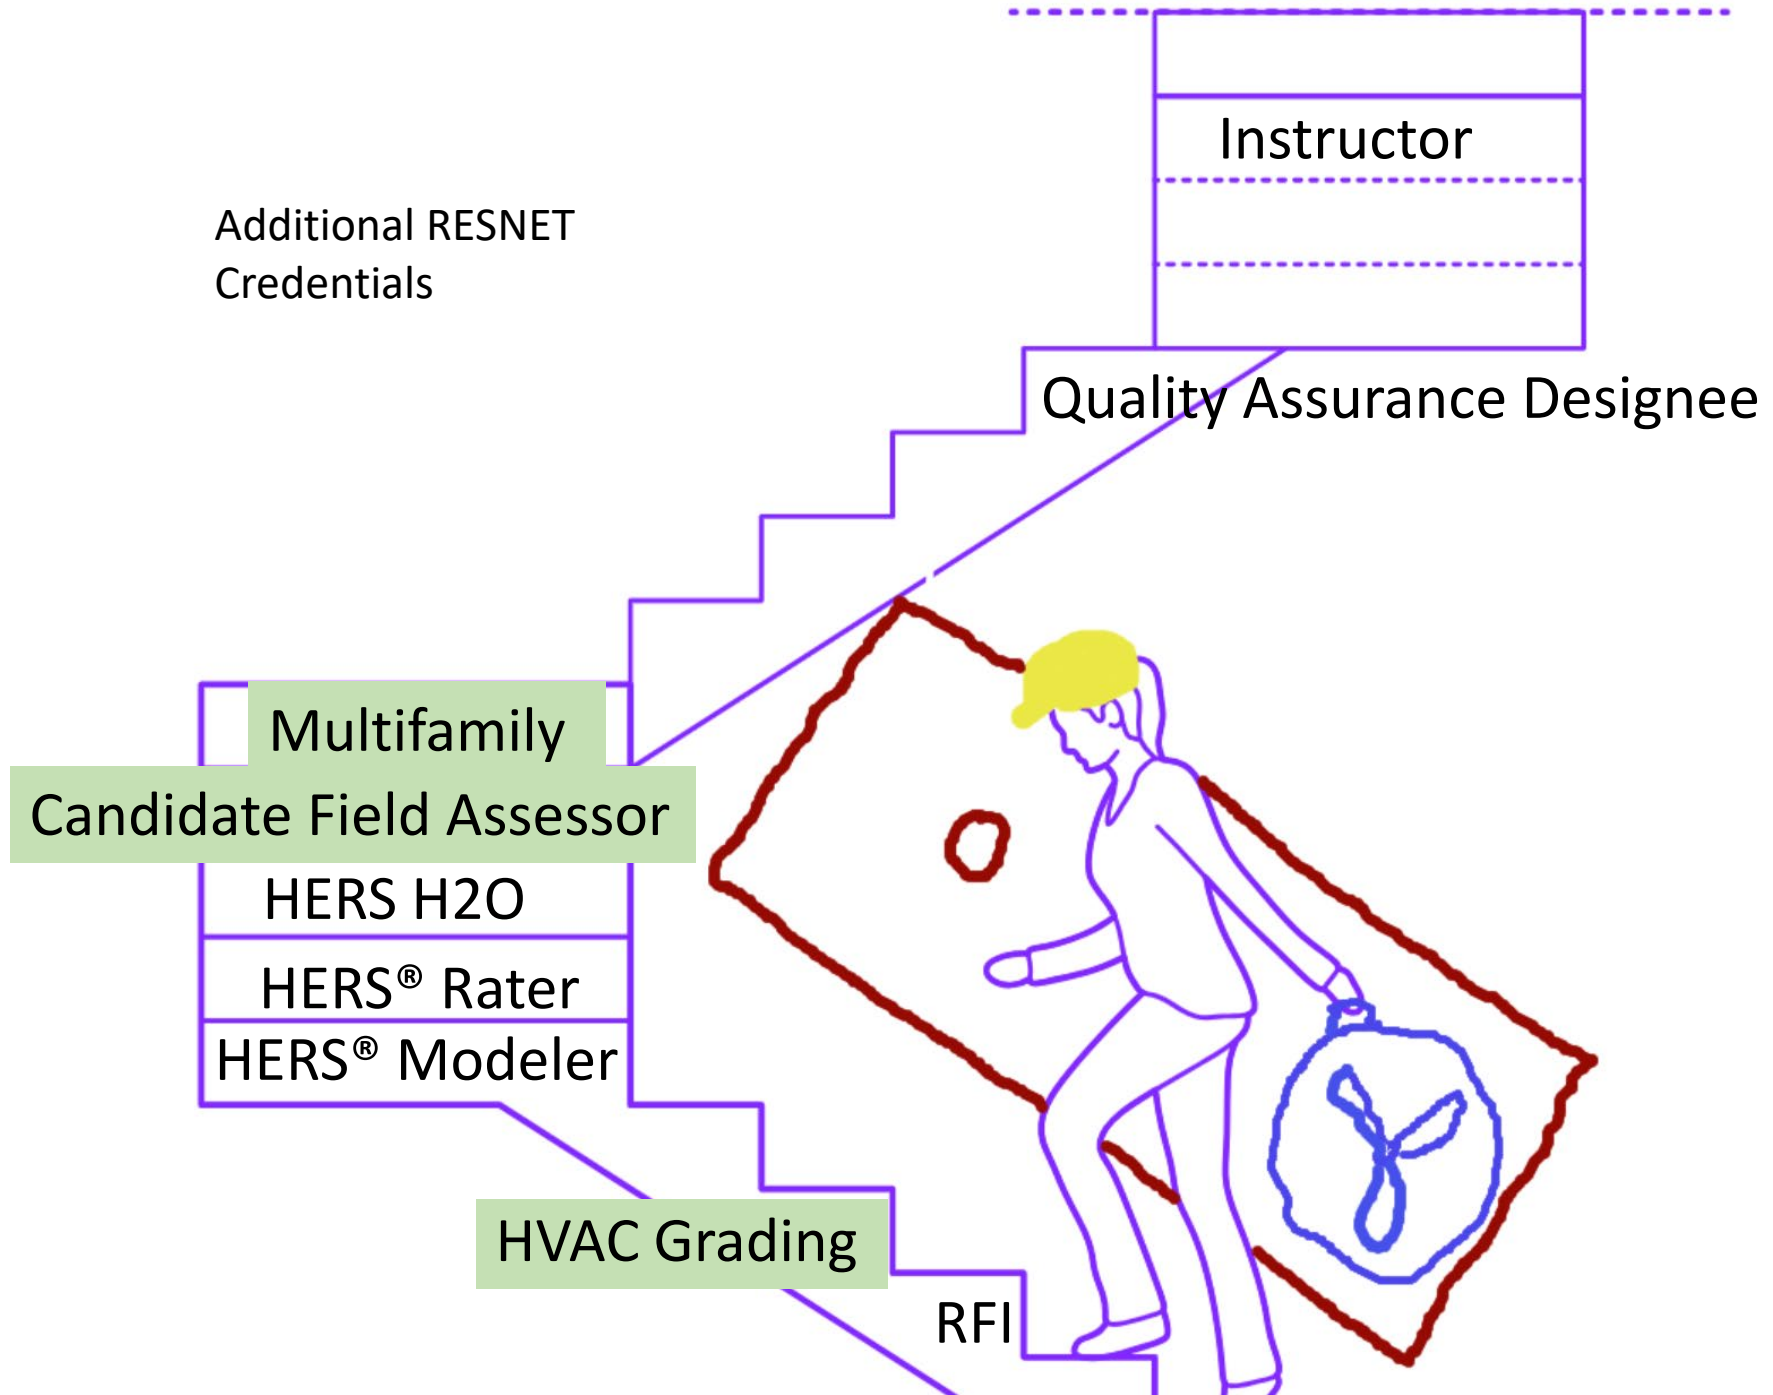 Instructor
Additional RESNET
Credentials
Quality Assurance Designee
Multifamily
Candidate Field Assessor
HERS H2O
HERS® Rater
HERS® Modeler
HVAC Grading
RFI